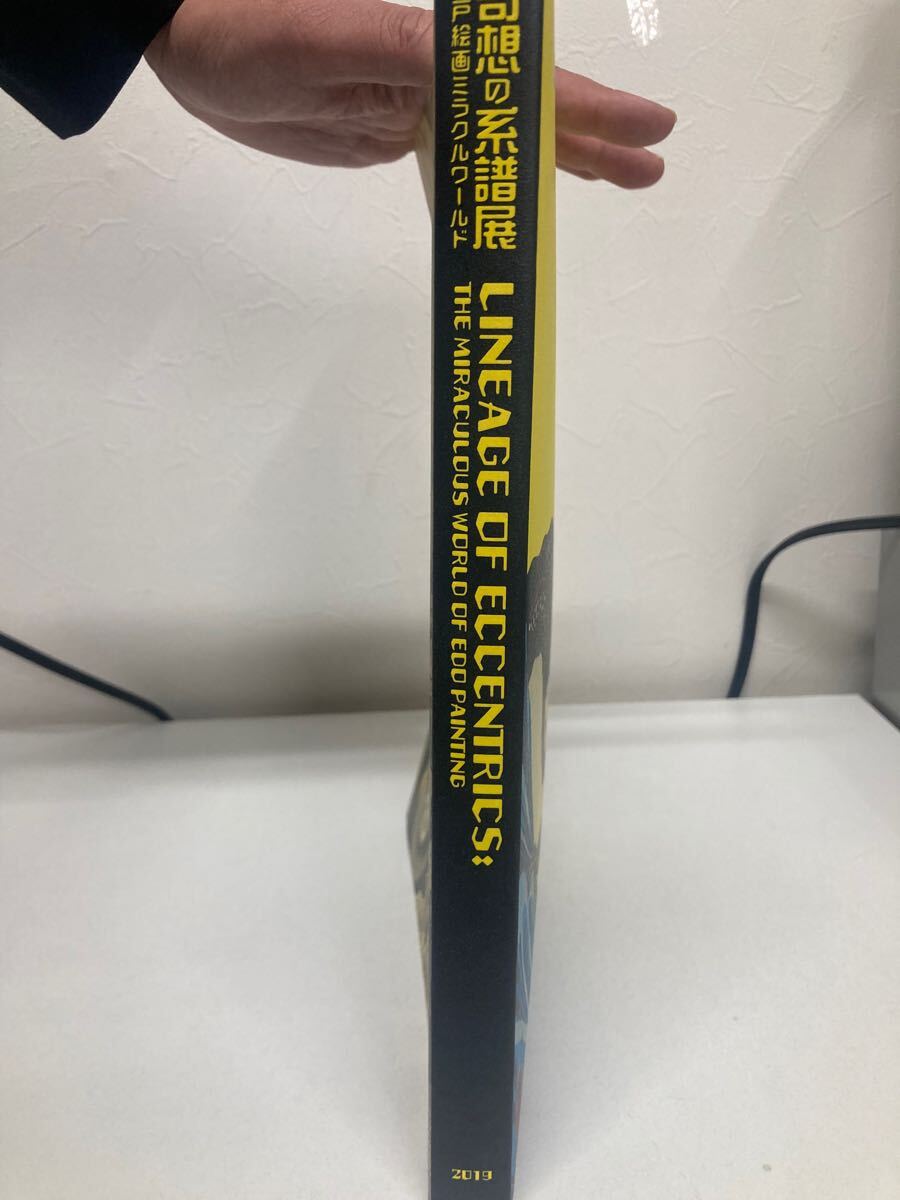 想の系譜展
絵画ミラクルワールド
LINEAGE OF ECCENTRICS:
THE MIRACULOUS WORLD OF EDO PAINTING
2019